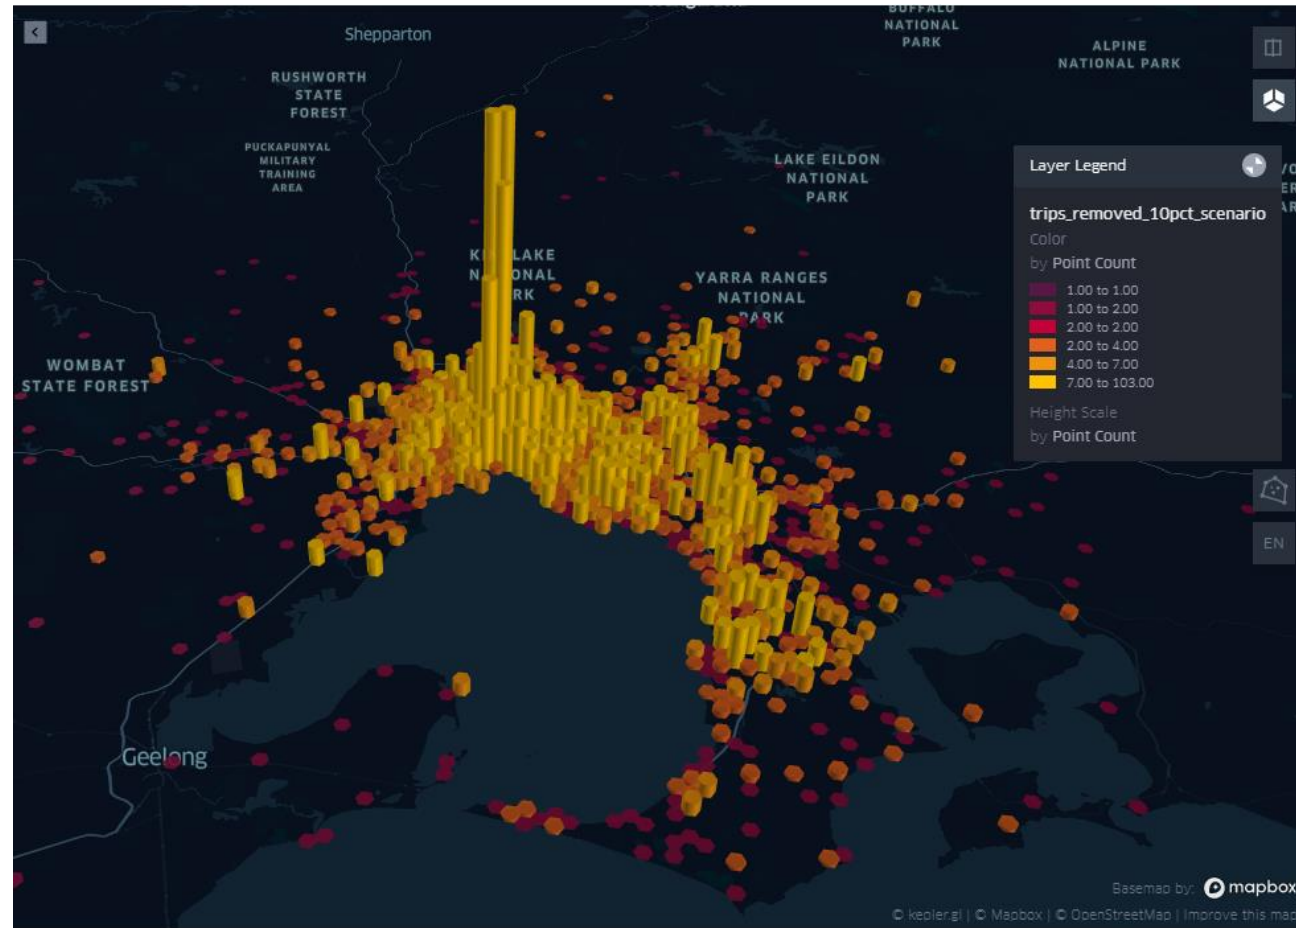 BUFFALO
NATIONAL
PARK
Shepparton
ALPINE
NATIONAL PARK
RUSHWORTH
STATE
FOREST
PUCKAPUNYAL
MILITARY
TRAINING
AREA
LAKE EILDON
NATIONAL
PARK
YARRA RANGES
NATIONAL
PARK
WOMBAT
STATE FOREST
Layer Legend
trips_removed_10pct_scenario
Color
by Point Count
1.00 to 1.00
1.00 to 2.00
2.00 to 2.00
2.00 to 4.00
4.00 to 7.00
7.00 to 103.00
Height Scale
by Point Count
EN
Geelong
Basemap by: mapbox
© kepler.gl | © Mapbox | © OpenStreetMap | Improve this map